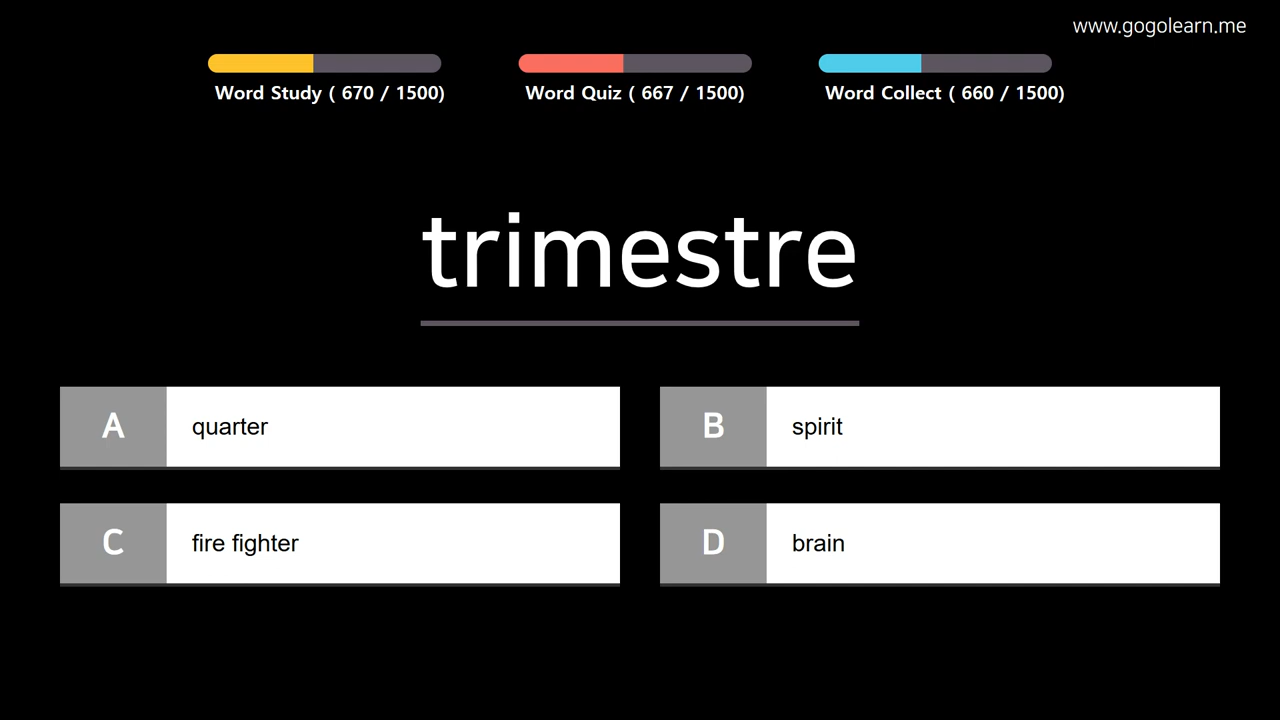 www.gogolearn.me
Word Study ( 670 / 1500)
Word Quiz ( 667 / 1500)
Word Collect ( 660 / 1500)
trimestre
A quarter
B spirit
C fire fighter
D brain